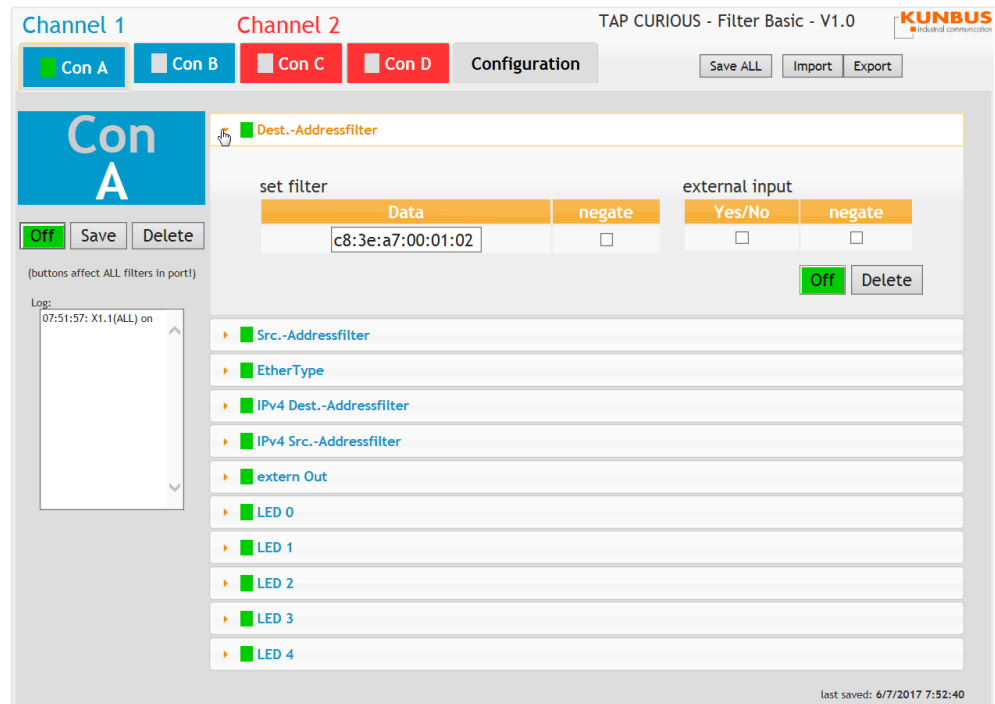 Channel 1 Channel 2 TAP CURIOUS - Filter Basic - V1.0 KUNBUS
industrial communication
Con A Con B Con C Con D Configuration Save ALL Import Export
Con
A
Dest.-Addressfilter
set filter external input
Data negate Yes/No negate
c8:3e:a7:00:01:02
Off Save Delete
Off Delete
(buttons affect ALL filters in port!)
Log:
07:51:57: X1.1(ALL) on
Src.-Addressfilter
EtherType
IPv4 Dest.-Addressfilter
IPv4 Src.-Addressfilter
extern Out
LED 0
LED 1
LED 2
LED 3
LED 4
last saved: 6/7/2017 7:52:40